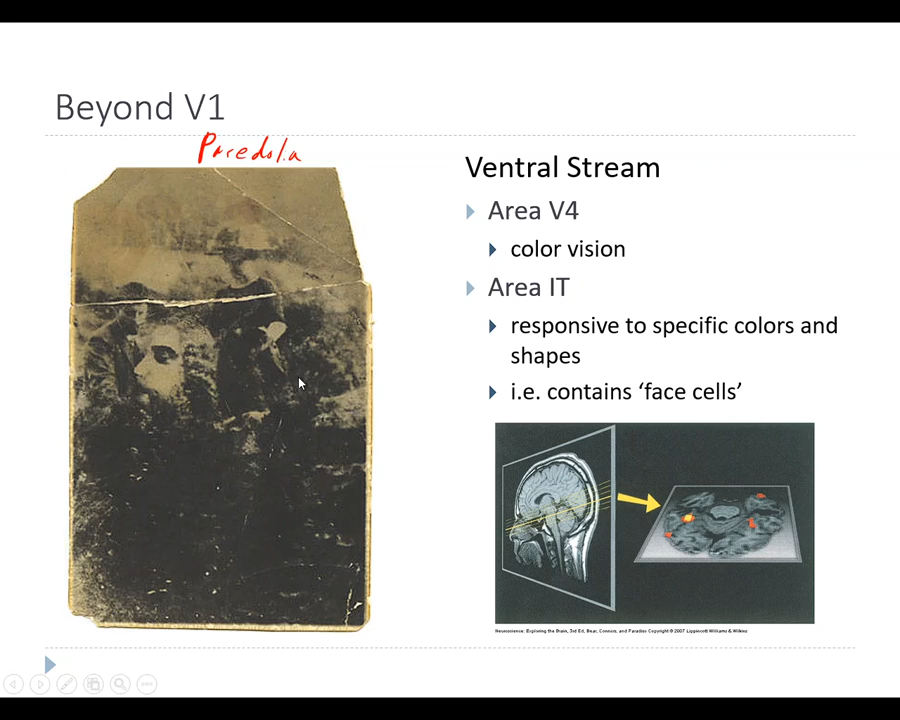 Beyond V1
Paredolia
Ventral Stream
Area V4
color vision
Area IT
responsive to specific colors and
shapes
i.e. contains ‘face cells’
Neuroscience: Exploring the Brain, 3rd Ed, Bear, Connors, and Paradiso Copyright © 2007 Lippincott Williams & Wilkins